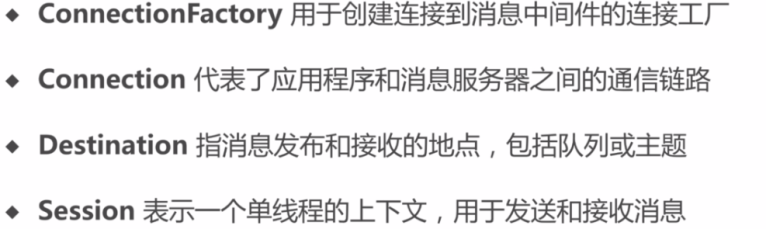 ◆ ConnectionFactory 用于创建连接到消息中间件的连接工厂
◆ Connection 代表了应用程序和消息服务器之间的通信链路
◆ Destination 指消息发布和接收的地点，包括队列或主题
◆ Session 表示一个单线程的上下文，用于发送和接收消息